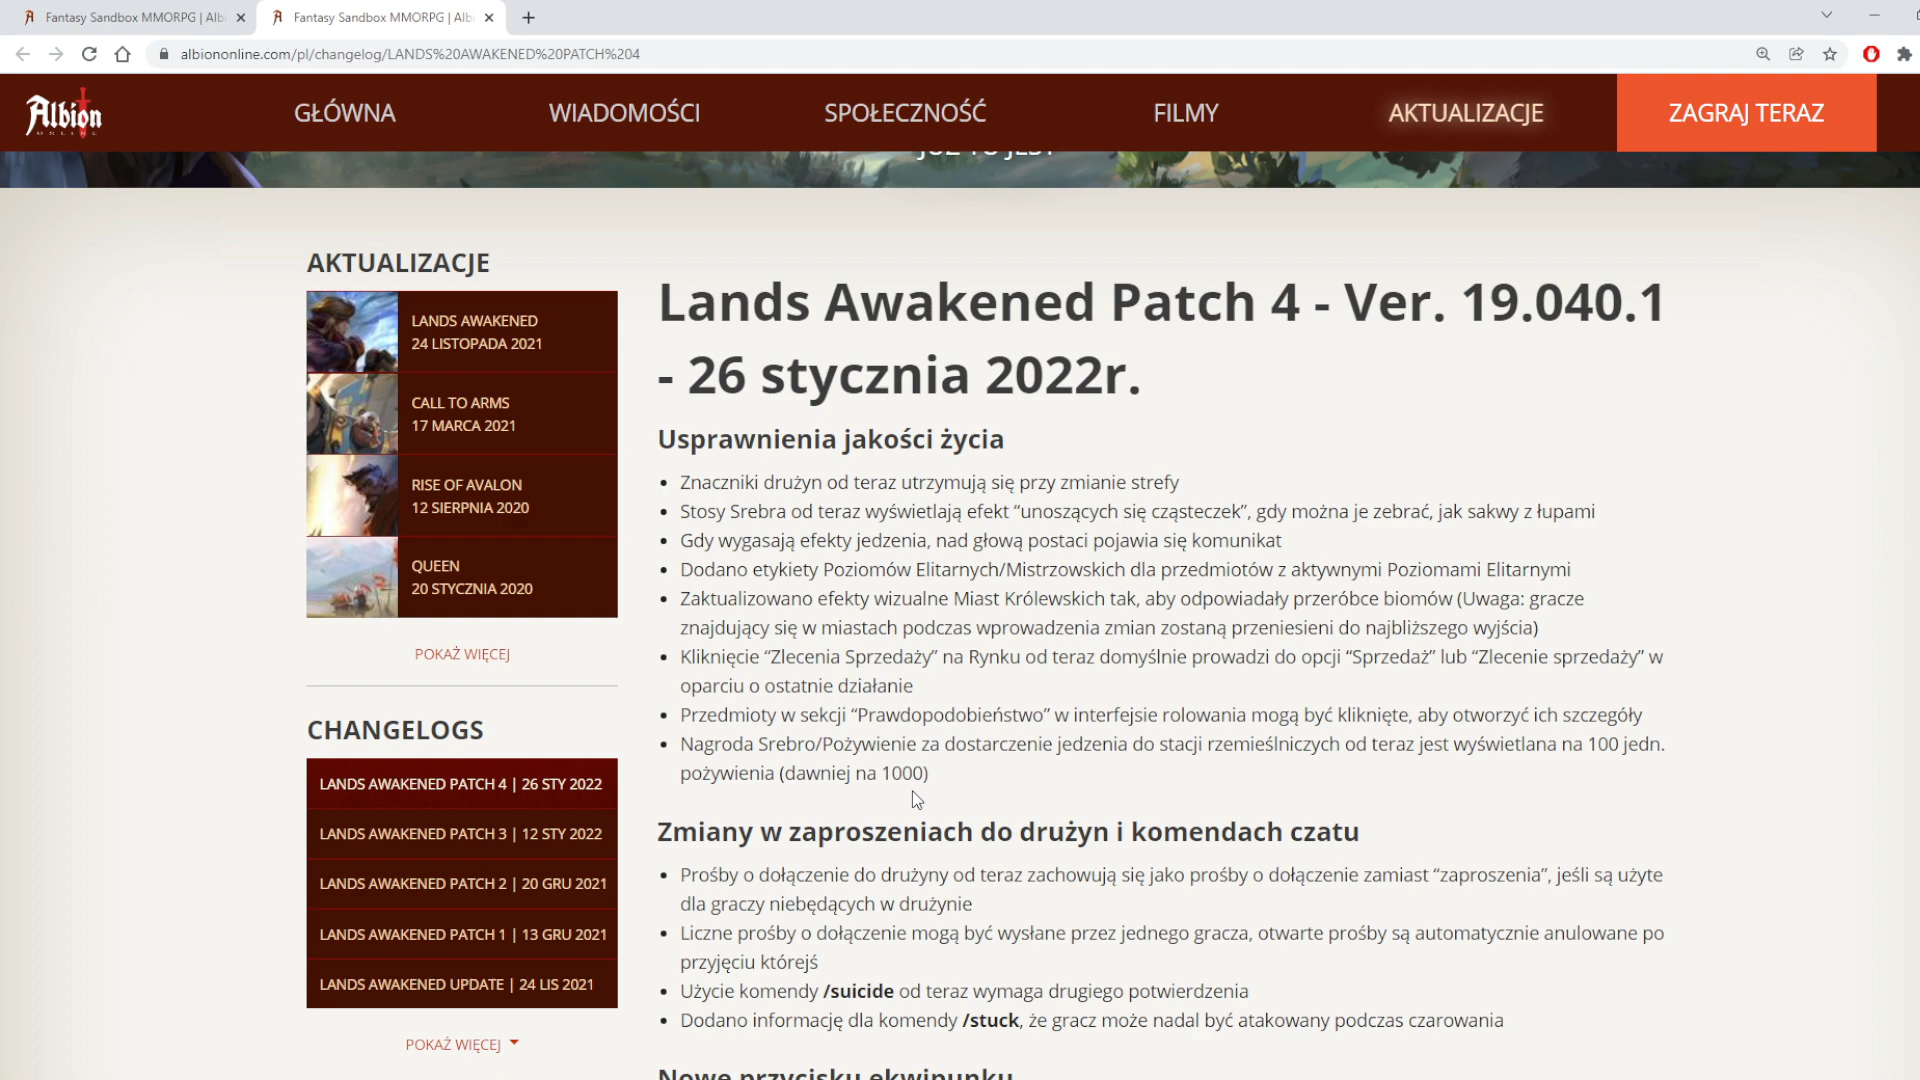 Fantasy Sandbox MMORPG | Alb
Fantasy Sandbox MMORPG | Alb
albiononline.com/pl/changelog/LANDS%20AWAKENED%20PATCH%204
Albion
ONLINE
GŁÓWNA
WIADOMOŚCI
SPOŁECZNOŚĆ
FILMY
AKTUALIZACJE
ZAGRAJ TERAZ
AKTUALIZACJE
LANDS AWAKENED
24 LISTOPADA 2021
CALL TO ARMS
17 MARCA 2021
RISE OF AVALON
12 SIERPNIA 2020
QUEEN
20 STYCZNIA 2020
POKAŻ WIĘCEJ
CHANGELOGS
LANDS AWAKENED PATCH 4 | 26 STY 2022
LANDS AWAKENED PATCH 3 | 12 STY 2022
LANDS AWAKENED PATCH 2 | 20 GRU 2021
LANDS AWAKENED PATCH 1 | 13 GRU 2021
LANDS AWAKENED UPDATE | 24 LIS 2021
POKAŻ WIĘCEJ
Lands Awakened Patch 4 - Ver. 19.040.1
- 26 stycznia 2022r.
Usprawnienia jakości życia
• Znaczniki drużyn od teraz utrzymują się przy zmianie strefy
• Stosy Srebra od teraz wyświetlają efekt “unoszących się cząsteczek”, gdy można je zebrać, jak sakwy z łupami
• Gdy wygasają efekty jedzenia, nad głową postaci pojawia się komunikat
• Dodano etykiety Poziomów Elitarnych/Mistrzowskich dla przedmiotów z aktywnymi Poziomami Elitarnymi
• Zaktualizowano efekty wizualne Miast Królewskich tak, aby odpowiadały przeróbce biomów (Uwaga: gracze
znajdujący się w miastach podczas wprowadzenia zmian zostaną przeniesieni do najbliższego wyjścia)
• Kliknięcie “Zlecenia Sprzedaży” na Rynku od teraz domyślnie prowadzi do opcji “Sprzedaż” lub “Zlecenie sprzedaży” w
oparciu o ostatnie działanie
• Przedmioty w sekcji “Prawdopodobieństwo” w interfejsie rolowania mogą być kliknięte, aby otworzyć ich szczegóły
• Nagroda Srebro/Pożywienie za dostarczenie jedzenia do stacji rzemieślniczych od teraz jest wyświetlana na 100 jedn.
pożywienia (dawniej na 1000)
Zmiany w zaproszeniach do drużyn i komendach czatu
• Prośby o dołączenie do drużyny od teraz zachowują się jako prośby o dołączenie zamiast “zaproszenia”, jeśli są użyte
dla graczy niebędących w drużynie
• Liczne prośby o dołączenie mogą być wysłane przez jednego gracza, otwarte prośby są automatycznie anulowane po
przyjęciu którejś
• Użycie komendy /suicide od teraz wymaga drugiego potwierdzenia
• Dodano informację dla komendy /stuck, że gracz może nadal być atakowany podczas czarowania
Nowe przycisku ekwipunku